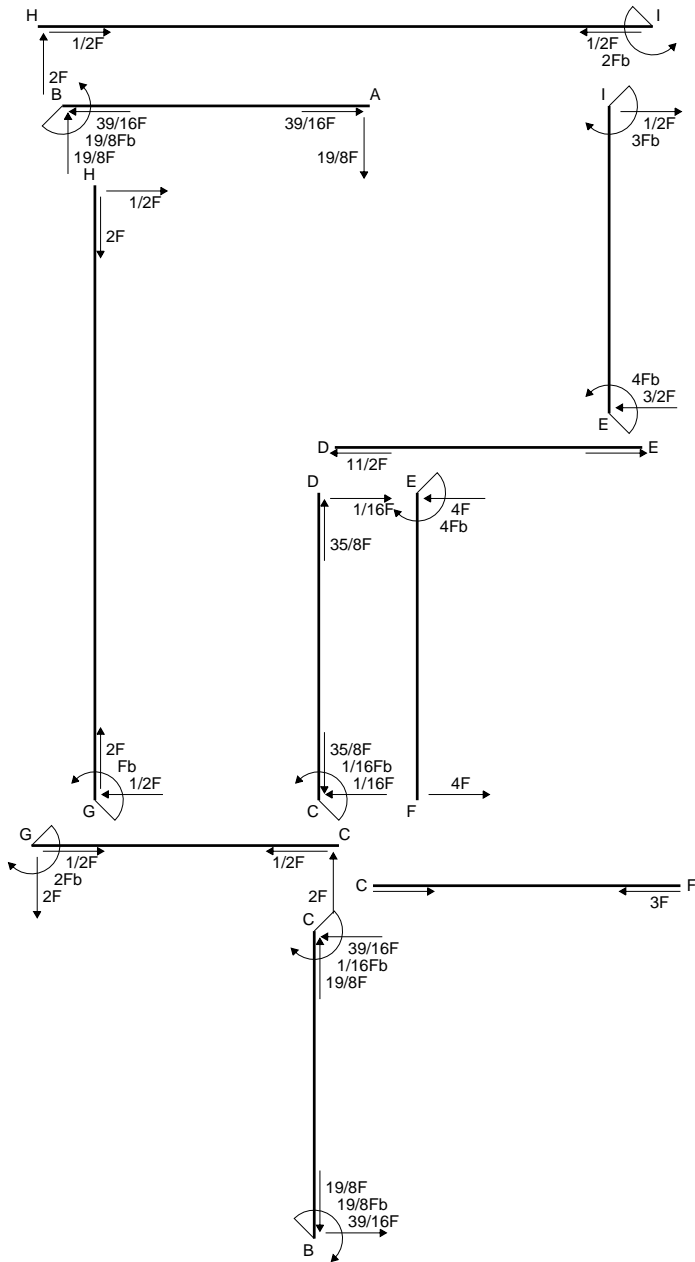 H
I
1/2F
1/2F
2Fb
2F
B
A
I
39/16F
39/16F
19/8Fb
19/8F
19/8F
1/2F
3Fb
H
1/2F
2F
4Fb
3/2F
E
D
E
11/2F
D
E
1/16F
4F
4Fb
35/8F
2F
Fb
1/2F
G
35/8F
1/16Fb
1/16F
C
4F
F
G
C
1/2F
1/2F
2Fb
2F
2F
C
F
3F
C
39/16F
1/16Fb
19/8F
19/8F
19/8Fb
39/16F
B